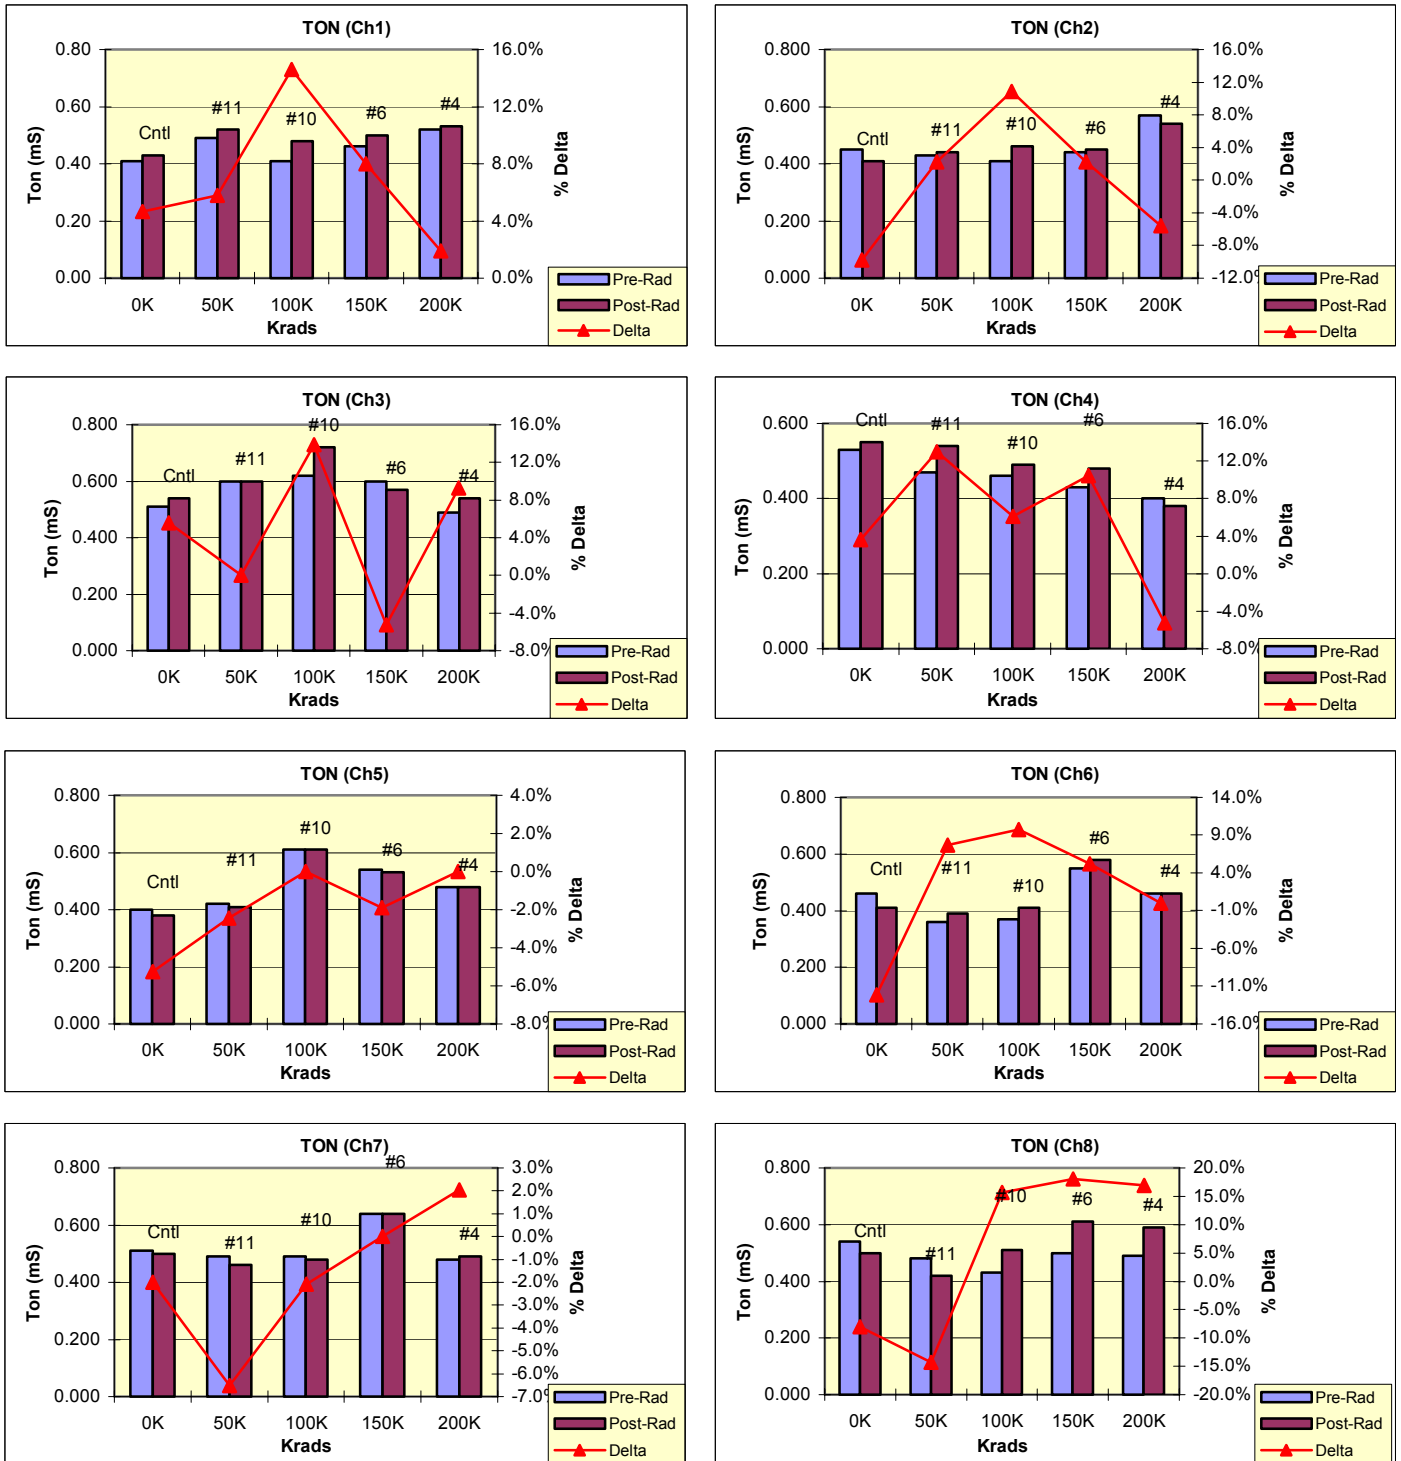 TON (Ch1)
0.80
0.60
0.40
0.20
0.00
Ton (mS)
16.0%
12.0%
8.0%
4.0%
0.0%
% Delta
Cntl
#11
#10
#6
#4
0K 50K 100K 150K 200K
Krads
Pre-Rad
Post-Rad
Delta
TON (Ch2)
0.800
0.600
0.400
0.200
0.000
Ton (mS)
16.0%
12.0%
8.0%
4.0%
0.0%
-4.0%
-8.0%
-12.0%
% Delta
Cntl
#11
#10
#6
#4
0K 50K 100K 150K 200K
Krads
Pre-Rad
Post-Rad
Delta
TON (Ch3)
0.800
0.600
0.400
0.200
0.000
Ton (mS)
16.0%
12.0%
8.0%
4.0%
0.0%
-4.0%
-8.0%
% Delta
Cntl
#11
#10
#6
#4
0K 50K 100K 150K 200K
Krads
Pre-Rad
Post-Rad
Delta
TON (Ch4)
0.600
0.400
0.200
0.000
Ton (mS)
16.0%
12.0%
8.0%
4.0%
0.0%
-4.0%
-8.0%
% Delta
Cntl
#11
#10
#6
#4
0K 50K 100K 150K 200K
Krads
Pre-Rad
Post-Rad
Delta
TON (Ch5)
0.800
0.600
0.400
0.200
0.000
Ton (mS)
4.0%
2.0%
0.0%
-2.0%
-4.0%
-6.0%
-8.0%
% Delta
Cntl
#11
#10
#6
#4
0K 50K 100K 150K 200K
Krads
Pre-Rad
Post-Rad
Delta
TON (Ch6)
0.800
0.600
0.400
0.200
0.000
Ton (mS)
14.0%
9.0%
4.0%
-1.0%
-6.0%
-11.0%
-16.0%
% Delta
Cntl
#11
#10
#6
#4
0K 50K 100K 150K 200K
Krads
Pre-Rad
Post-Rad
Delta
TON (Ch7)
0.800
0.600
0.400
0.200
0.000
Ton (mS)
3.0%
2.0%
1.0%
0.0%
-1.0%
-2.0%
-3.0%
-4.0%
-5.0%
-6.0%
-7.0%
% Delta
Cntl
#11
#10
#6
#4
0K 50K 100K 150K 200K
Krads
Pre-Rad
Post-Rad
Delta
TON (Ch8)
0.800
0.600
0.400
0.200
0.000
Ton (mS)
20.0%
15.0%
10.0%
5.0%
0.0%
-5.0%
-10.0%
-15.0%
-20.0%
% Delta
Cntl
#11
#10
#6
#4
0K 50K 100K 150K 200K
Krads
Pre-Rad
Post-Rad
Delta